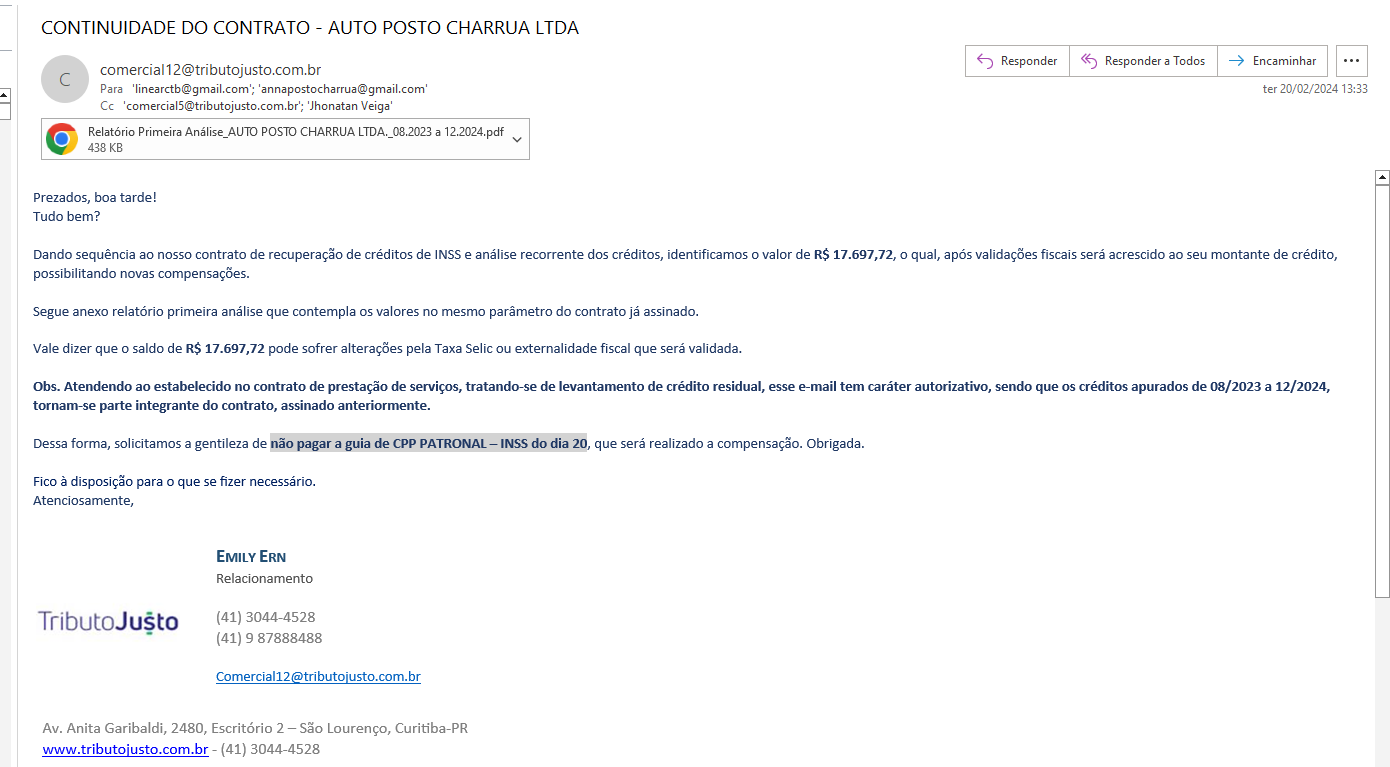 CONTINUIDADE DO CONTRATO - AUTO POSTO CHARRUA LTDA
C
comercial12@tributojusto.com.br
Para 'linearctb@gmail.com'; 'annapostocharrua@gmail.com'
Cc 'comercial5@tributojusto.com.br'; 'Jhonatan Veiga'
Responder
Responder a Todos
Encaminhar
ter 20/02/2024 13:33
Relatório Primeira Análise_AUTO POSTO CHARRUA LTDA._08.2023 a 12.2024.pdf
438 KB
Prezados, boa tarde!
Tudo bem?
Dando sequência ao nosso contrato de recuperação de créditos de INSS e análise recorrente dos créditos, identificamos o valor de R$ 17.697,72, o qual, após validações fiscais será acrescido ao seu montante de crédito,
possibilitando novas compensações.
Segue anexo relatório primeira análise que contempla os valores no mesmo parâmetro do contrato já assinado.
Vale dizer que o saldo de R$ 17.697,72 pode sofrer alterações pela Taxa Selic ou externalidade fiscal que será validada.
Obs. Atendendo ao estabelecido no contrato de prestação de serviços, tratando-se de levantamento de crédito residual, esse e-mail tem caráter autorizativo, sendo que os créditos apurados de 08/2023 a 12/2024,
tornam-se parte integrante do contrato, assinado anteriormente.
Dessa forma, solicitamos a gentileza de não pagar a guia de CPP PATRONAL – INSS do dia 20, que será realizado a compensação. Obrigada.
Fico à disposição para o que se fizer necessário.
Atenciosamente,
EMILY ERN
Relacionamento
TributoJusto
(41) 3044-4528
(41) 9 87888488
Comercial12@tributojusto.com.br
Av. Anita Garibaldi, 2480, Escritório 2 – São Lourenço, Curitiba-PR
www.tributojusto.com.br - (41) 3044-4528